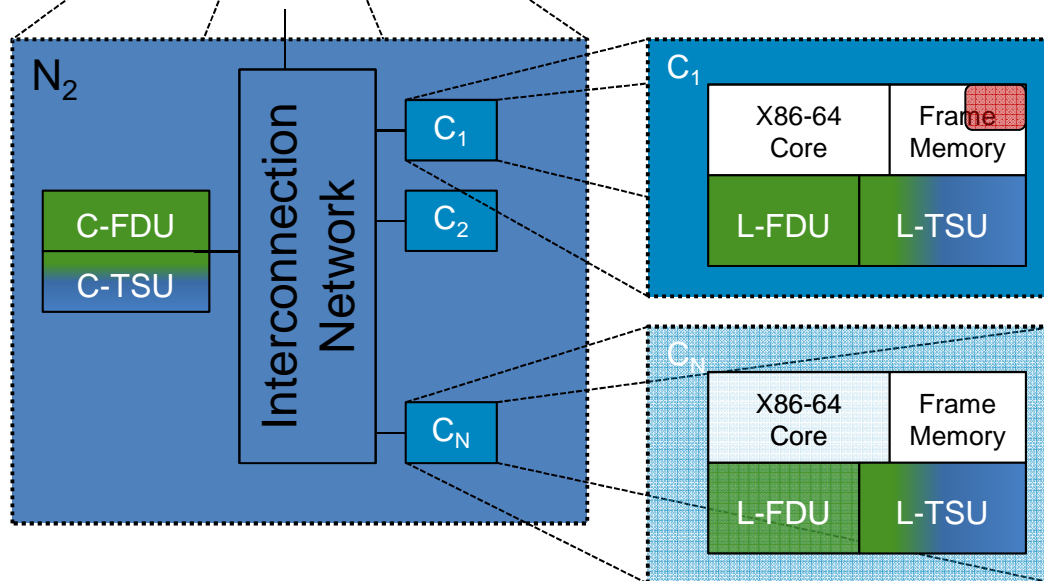 N2
Interconnection
Network
C-FDU
C-TSU
C1
C2
CN
C1
X86-64
Core
Frame
Memory
L-FDU
L-TSU
CN
X86-64
Core
Frame
Memory
L-FDU
L-TSU